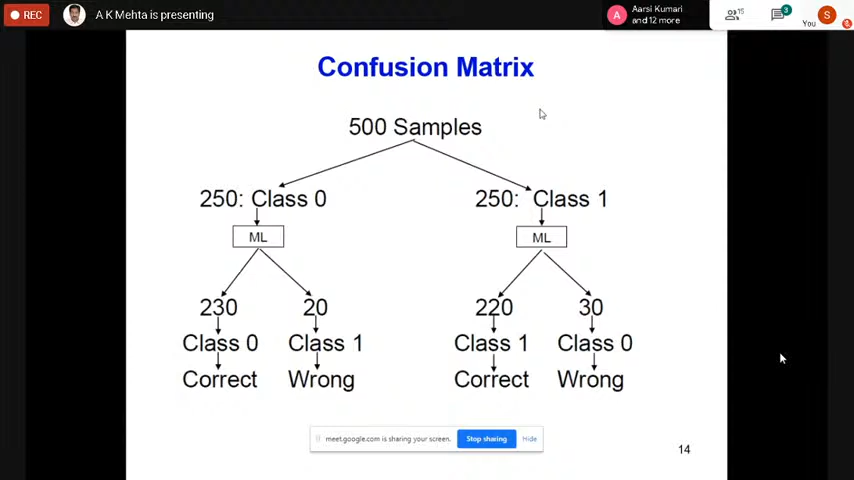 REC
A K Mehta is presenting
A
Aarsi Kumari
and 12 more
15
3
You
S
Confusion Matrix
500 Samples
250: Class 0
250: Class 1
ML
ML
230
20
220
30
Class 0
Class 1
Class 1
Class 0
Correct
Wrong
Correct
Wrong
meet.google.com is sharing your screen.
Stop sharing
Hide
14